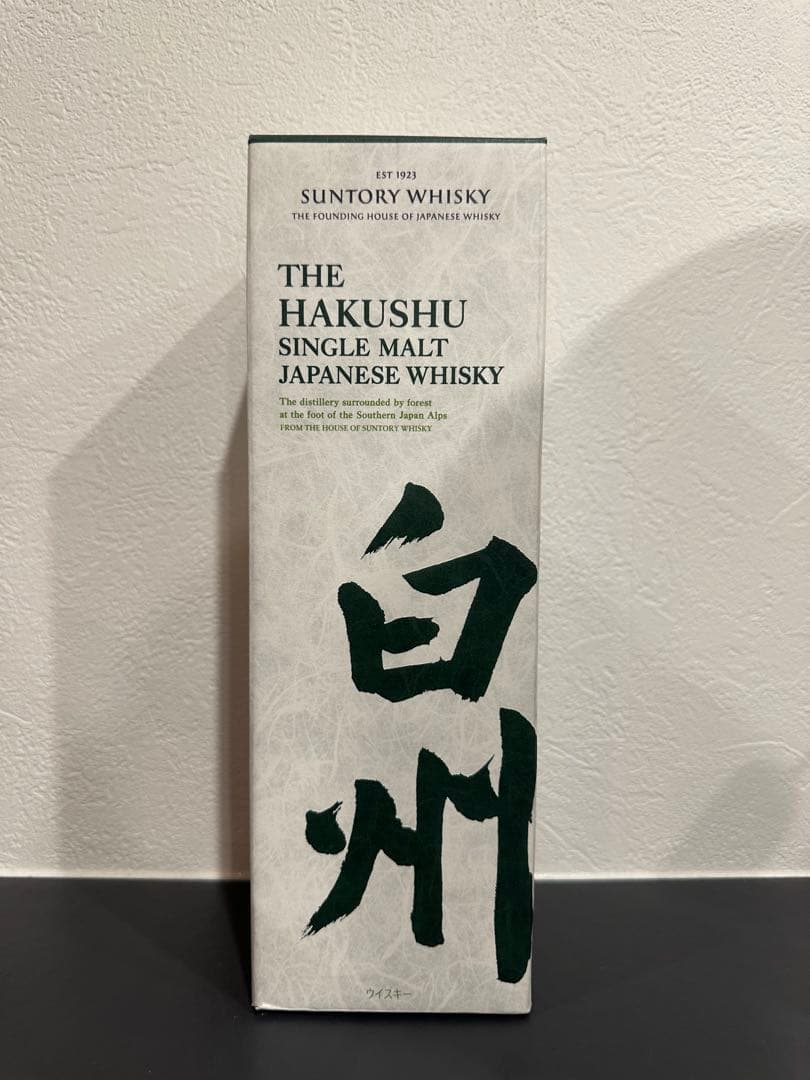 EST 1923
SUNTORY WHISKY
THE FOUNDING HOUSE OF JAPANESE WHISKY
THE
HAKUSHU
SINGLE MALT
JAPANESE WHISKY
The distillery surrounded by forest
at the foot of the Southern Japan Alps
FROM THE HOUSE OF SUNTORY WHISKY
白
州
ウイスキー